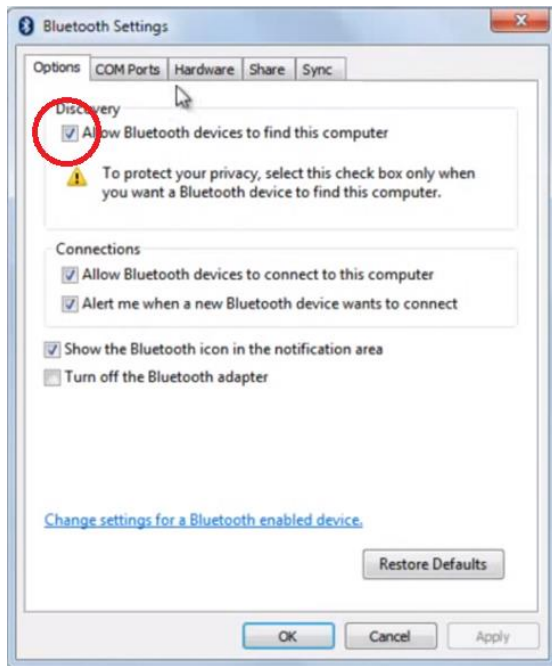 Bluetooth Settings
Options COM Ports Hardware Share Sync
Discovery
Allow Bluetooth devices to find this computer
To protect your privacy, select this check box only when
you want a Bluetooth device to find this computer.
Connections
Allow Bluetooth devices to connect to this computer
Alert me when a new Bluetooth device wants to connect
Show the Bluetooth icon in the notification area
Turn off the Bluetooth adapter
Change settings for a Bluetooth enabled device.
Restore Defaults
OK Cancel Apply